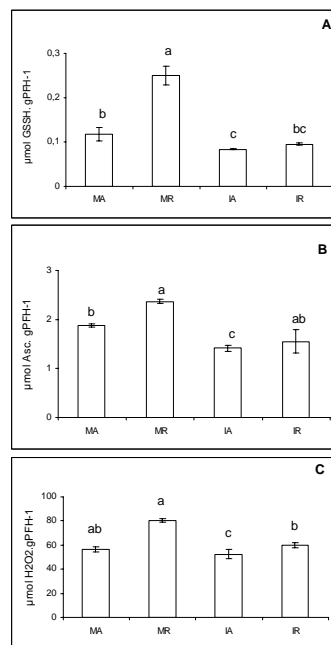 A
µmol GSSH. gPFH-1
0,3
0,2
0,1
0
b
a
c
bc
MA MR IA IR
B
µmol Asc. gPFH-1
3
2
1
0
b
a
c
ab
MA MR IA IR
C
µmol H2O2.gPFH-1
100
80
60
40
20
0
ab
a
c
b
MA MR IA IR